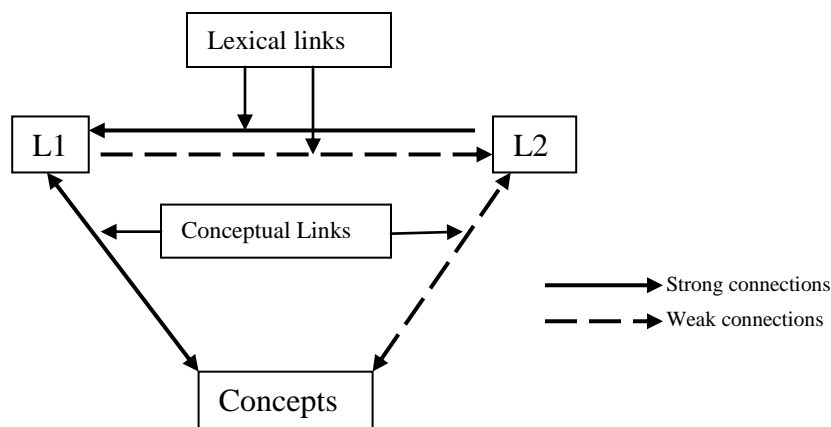 Lexical links
L1
L2
Conceptual Links
Strong connections
Weak connections
Concepts